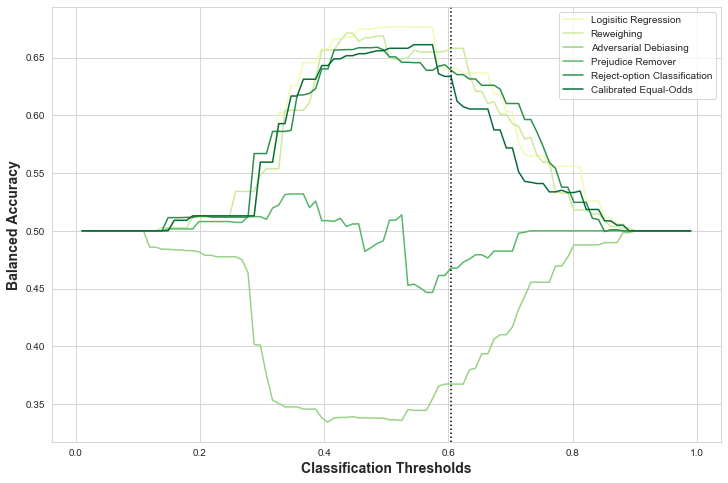 Logisitic Regression
Reweighing
Adversarial Debiasing
Prejudice Remover
Reject-option Classification
Calibrated Equal-Odds
0.65
0.60
0.55
0.50
0.45
0.40
0.35
Balanced Accuracy
0.0 0.2 0.4 0.6 0.8 1.0
Classification Thresholds